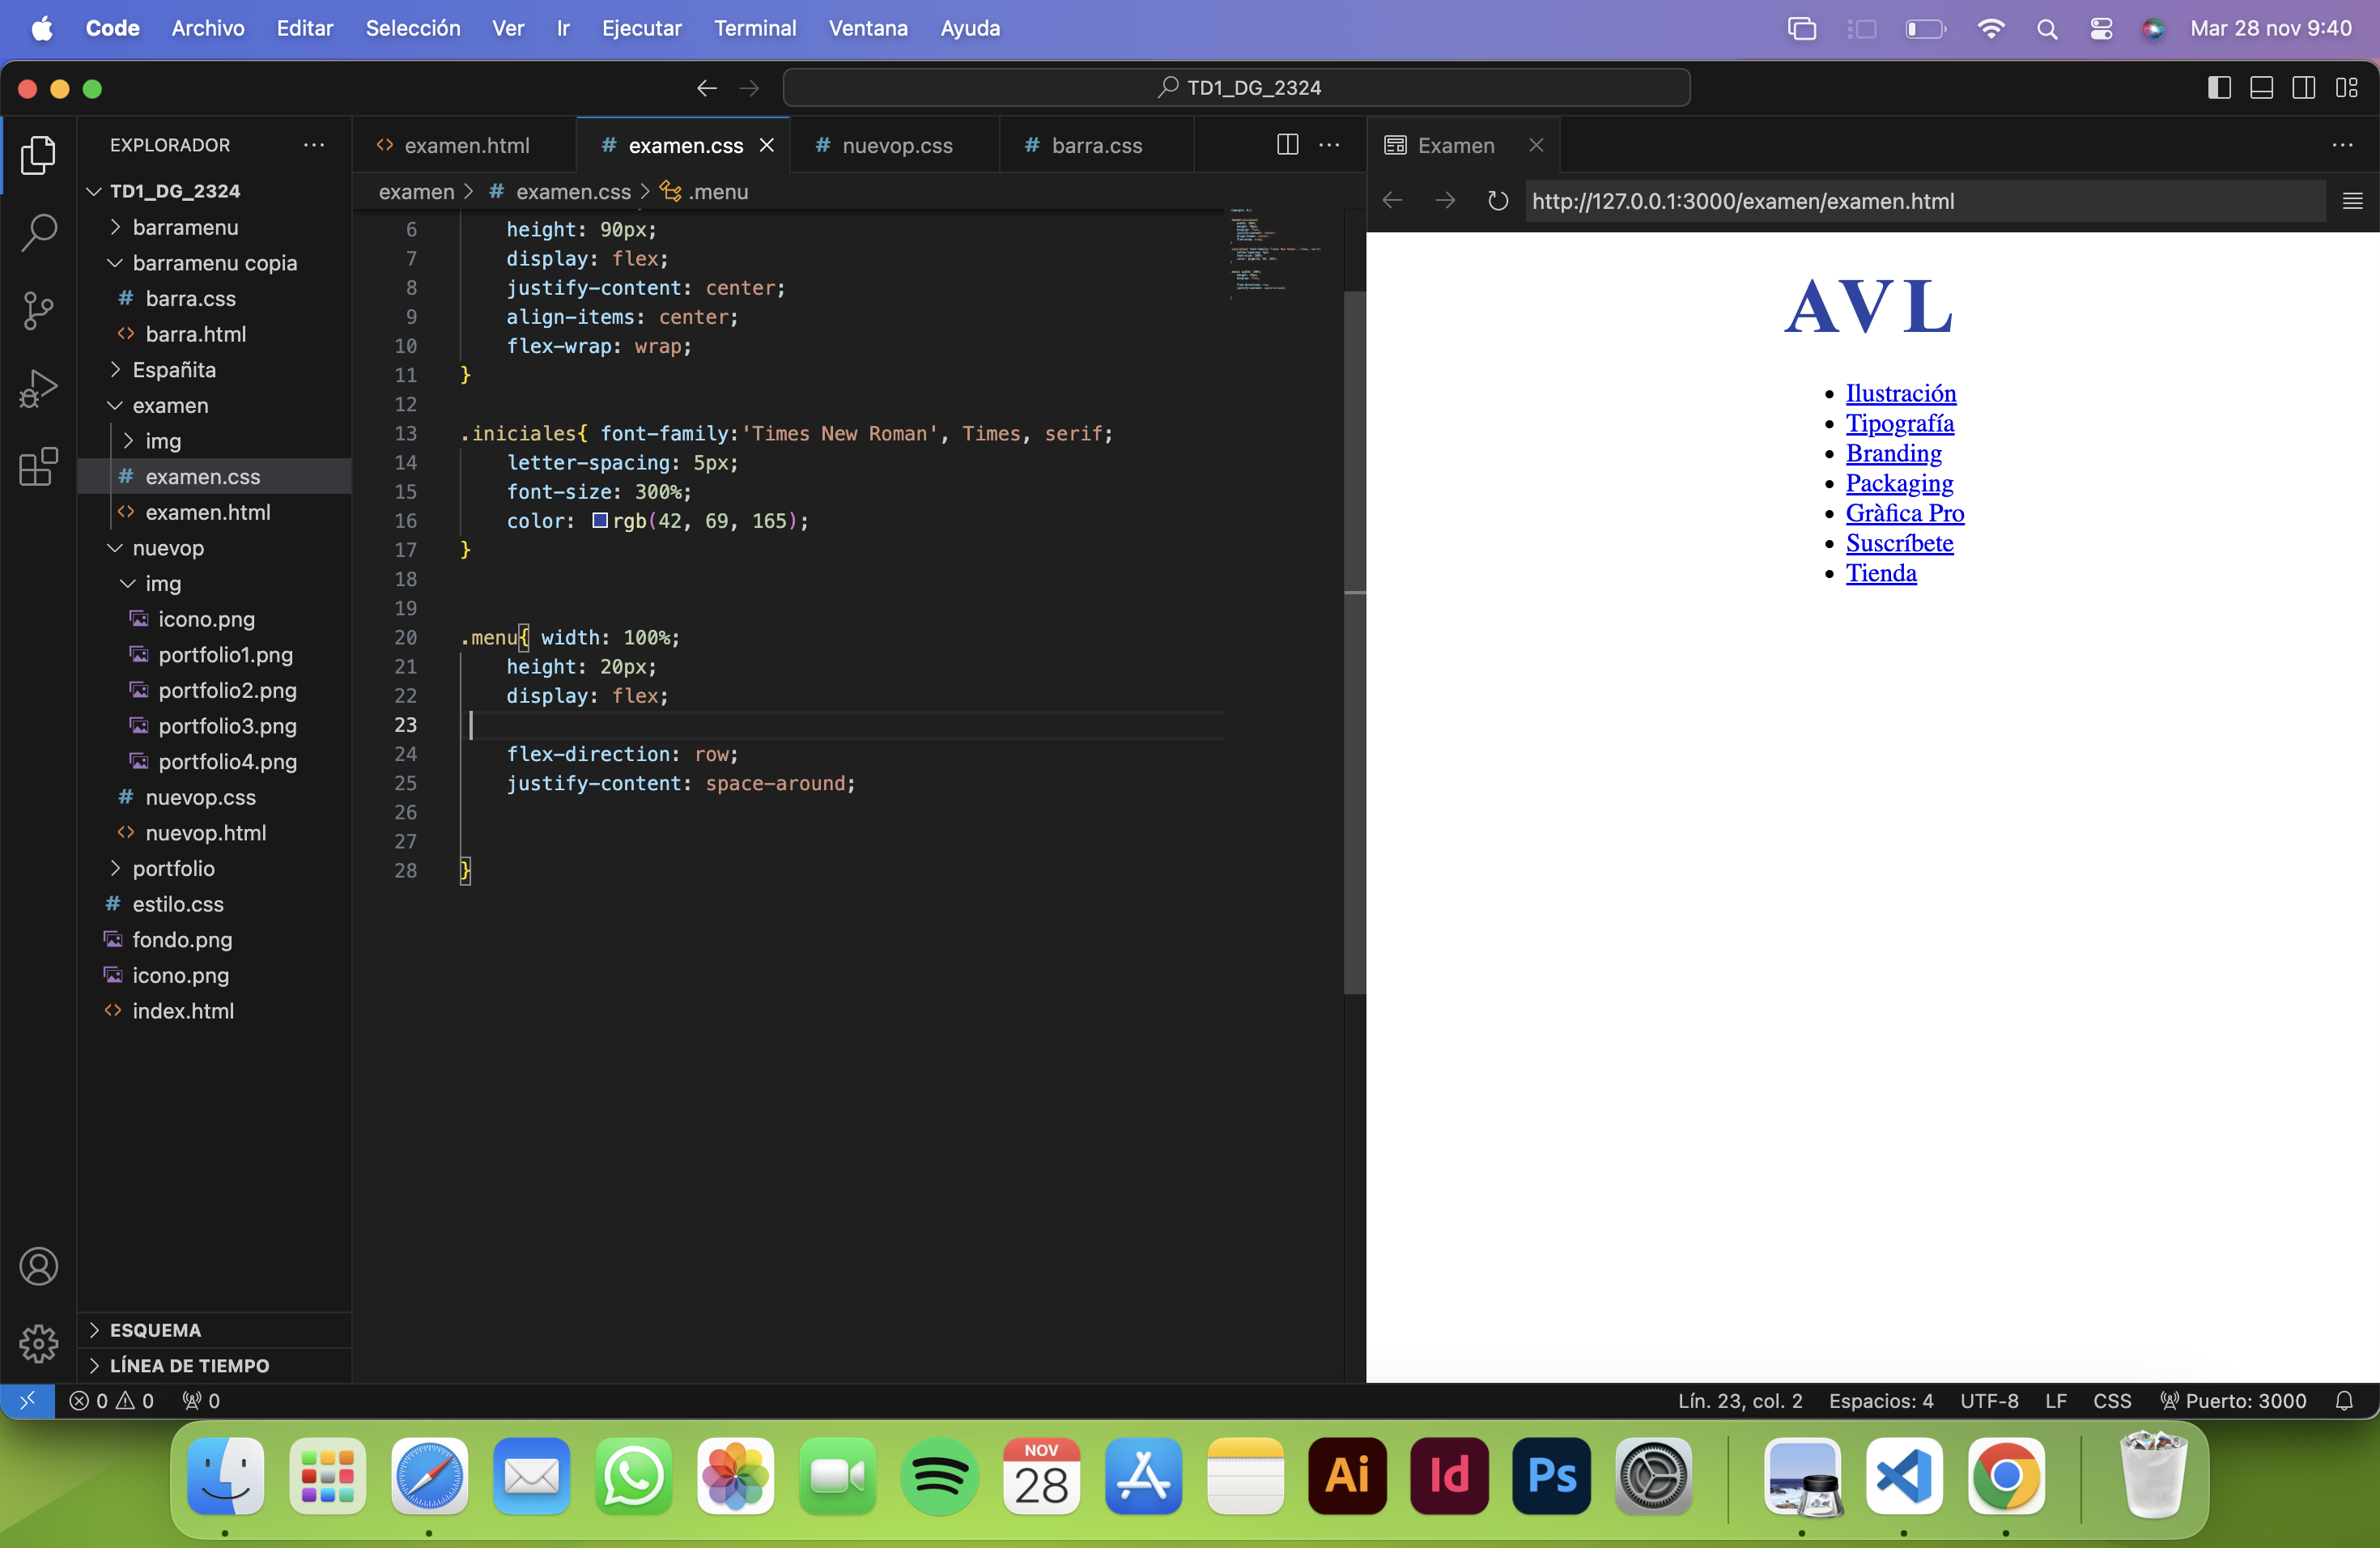 Code Archivo Editar Selección Ver Ir Ejecutar Terminal Ventana Ayuda Mar 28 nov 9:40
TD1_DG_2324
EXPLORADOR
TD1_DG_2324
barramenu
barramenu copia
# barra.css
<> barra.html
Españita
examen
img
# examen.css
<> examen.html
nuevop
img
icono.png
portfolio1.png
portfolio2.png
portfolio3.png
portfolio4.png
# nuevop.css
<> nuevop.html
portfolio
# estilo.css
fondo.png
icono.png
<> index.html
ESQUEMA
LÍNEA DE TIEMPO
<> examen.html # examen.css # nuevop.css # barra.css
examen > # examen.css > .menu
6 height: 90px;
7 display: flex;
8 justify-content: center;
9 align-items: center;
10 flex-wrap: wrap;
11 }
12
13 .iniciales{ font-family:'Times New Roman', Times, serif;
14 letter-spacing: 5px;
15 font-size: 300%;
16 color: rgb(42, 69, 165);
17 }
18
19
20 .menu{ width: 100%;
21 height: 20px;
22 display: flex;
23
24 flex-direction: row;
25 justify-content: space-around;
26
27
28 }
Examen
http://127.0.0.1:3000/examen/examen.html
AVL
• Ilustración
• Tipografía
• Branding
• Packaging
• Gràfica Pro
• Suscríbete
• Tienda
0 0 0 Lín. 23, col. 2 Espacios: 4 UTF-8 LF CSS Puerto: 3000
NOV
28
Ai
Id
Ps